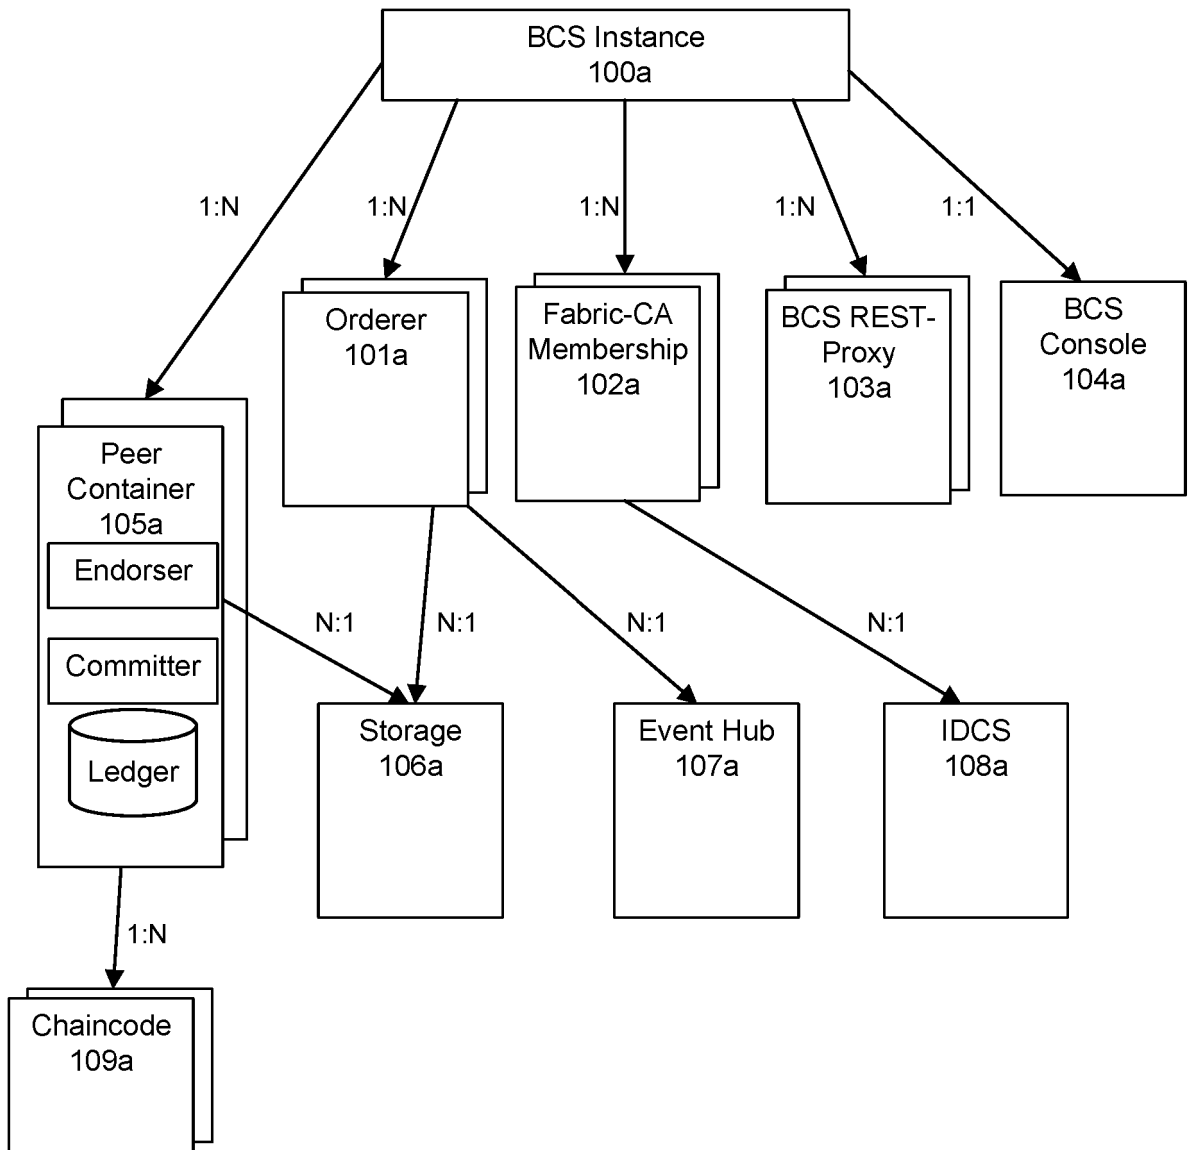 BCS Instance
100a
1:N
1:N
1:N
1:N
1:1
Orderer
101a
Fabric-CA
Membership
102a
BCS REST-
Proxy
103a
BCS
Console
104a
Peer
Container
105a
Endorser
Committer
Ledger
N:1
N:1
N:1
N:1
Storage
106a
Event Hub
107a
IDCS
108a
1:N
Chaincode
109a